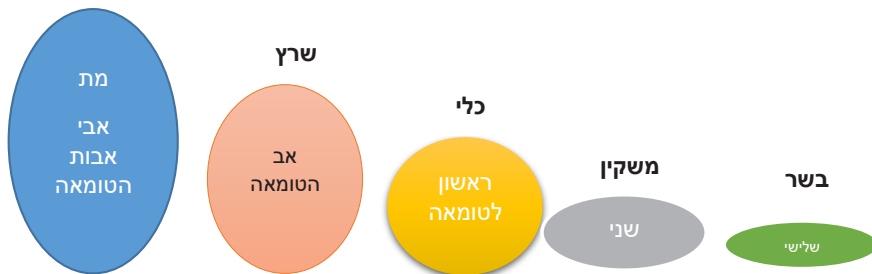 מת
אבי
אבות
הטומאה
שרץ
אב
הטומאה
כלי
ראשון
לטומאה
משקין
שני
בשר
שלישי